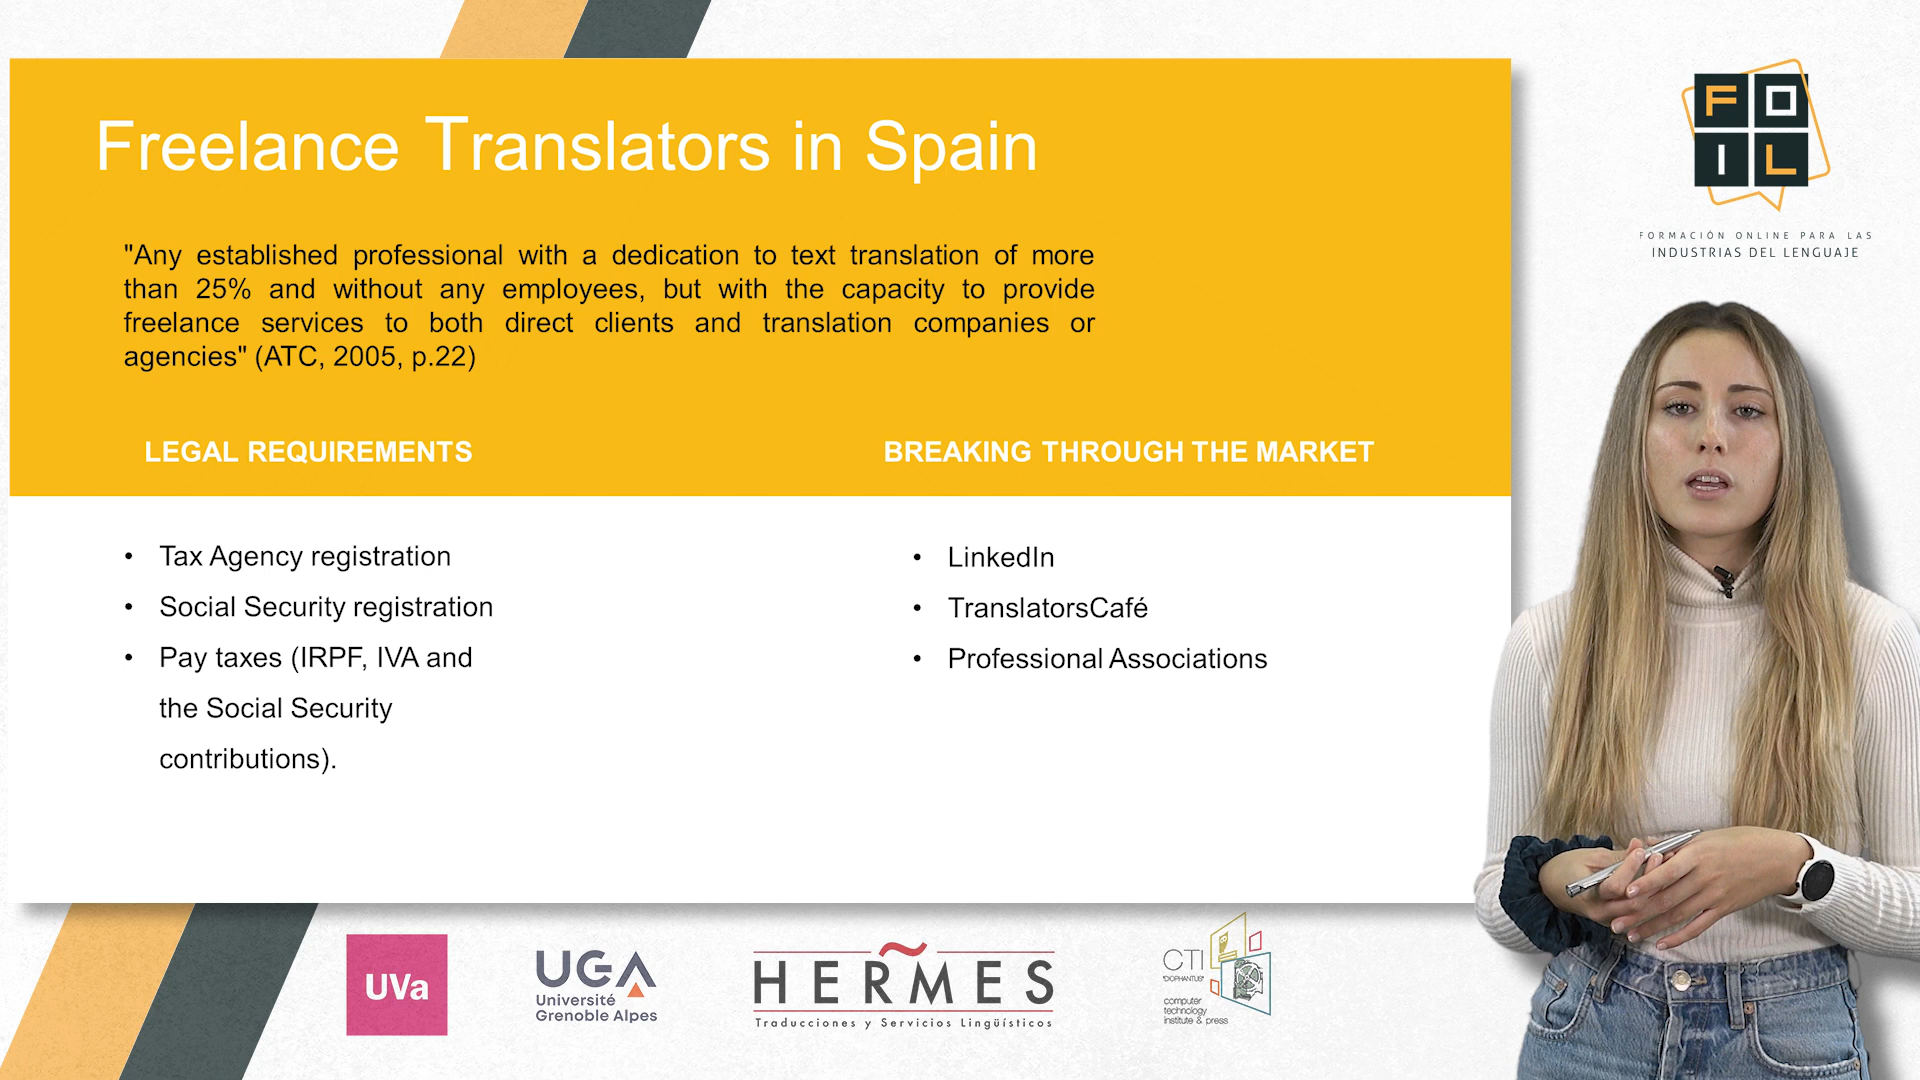 Freelance Translators in Spain
"Any established professional with a dedication to text translation of more
than 25% and without any employees, but with the capacity to provide
freelance services to both direct clients and translation companies or
agencies" (ATC, 2005, p.22)
LEGAL REQUIREMENTS
• Tax Agency registration
• Social Security registration
• Pay taxes (IRPF, IVA and
the Social Security
contributions).
BREAKING THROUGH THE MARKET
• LinkedIn
• TranslatorsCafé
• Professional Associations
F O
I L
FORMACIÓN ONLINE PARA LAS
INDUSTRIAS DEL LENGUAJE
UVa
UGA
Université
Grenoble Alpes
HERMES
Traducciones y Servicios Lingüísticos
CTI
"DIOPHANTUS"
computer
technology
institute & press